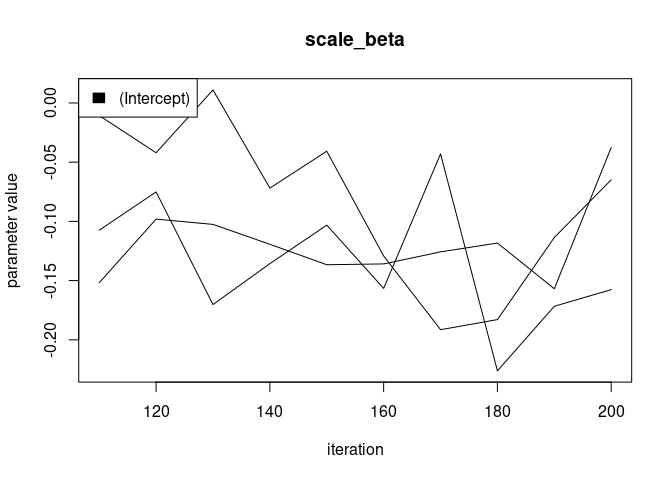 scale_beta
(Intercept)
0.00
-0.05
-0.10
-0.15
-0.20
parameter value
120 140 160 180 200
iteration